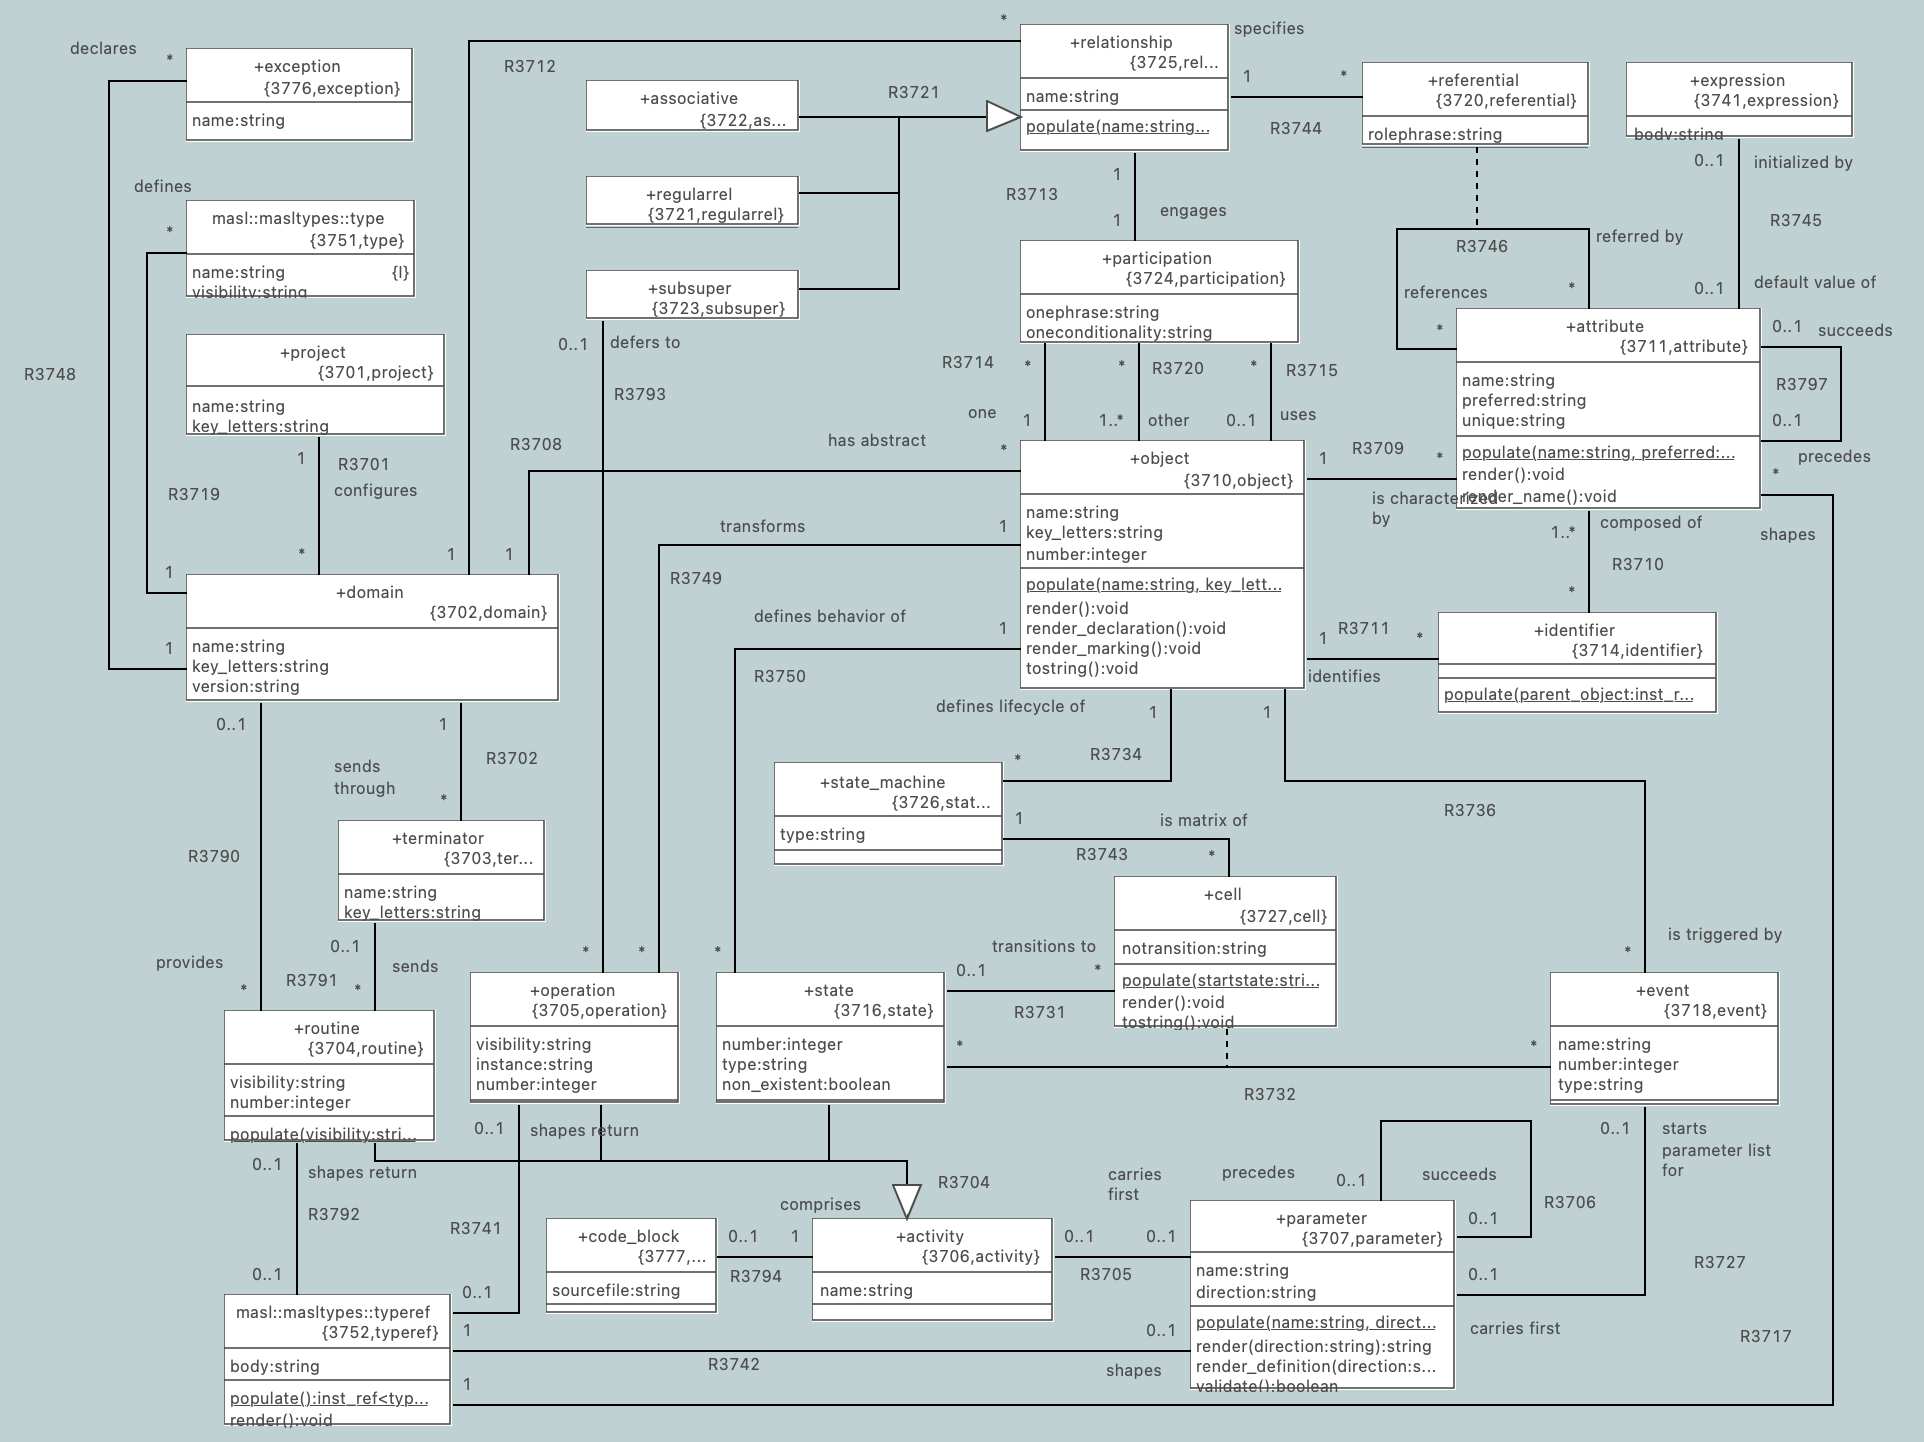 declares
*
+exception
{3776,exception}
name:string
R3712
+associative
{3722,as...
R3721
*
+relationship
{3725,rel...
name:string
populate(name:string...
specifies
1
*
R3744
+referential
{3720,referential}
rolephrase:string
+expression
{3741,expression}
body:string
0..1
initialized by
R3745
0..1
default value of
defines
*
masl::masltypes::type
{3751,type}
name:string
{I}
visibility:string
+regularrel
{3721,regularrel}
+subsuper
{3723,subsuper}
0..1
defers to
R3793
1
R3713
1
engages
+participation
{3724,participation}
onephrase:string
oneconditionality:string
R3746
referred by
references
*
*
+attribute
{3711,attribute}
name:string
preferred:string
unique:string
populate(name:string, preferred:...
render():void
render_name():void
0..1
succeeds
R3797
0..1
precedes
*
shapes
R3748
+project
{3701,project}
name:string
key_letters:string
1
R3701
configures
*
R3719
R3714
*
*
R3720
*
R3715
one
1
1..*
other
0..1
uses
R3708
has abstract
*
1
1
+object
{3710,object}
name:string
key_letters:string
number:integer
populate(name:string, key_lett...
render():void
render_declaration():void
render_marking():void
tostring():void
1
R3709
*
is characterized
by
1..*
composed of
R3710
*
transforms
1
R3749
defines behavior of
1
R3750
1
R3711
*
identifies
+identifier
{3714,identifier}
populate(parent_object:inst_r...
1
1
+domain
{3702,domain}
name:string
key_letters:string
version:string
0..1
1
R3702
sends
through
*
defines lifecycle of
1
1
R3734
*
+state_machine
{3726,stat...
type:string
1
is matrix of
R3743
*
R3736
R3790
+terminator
{3703,ter...
name:string
key_letters:string
0..1
provides
*
R3791
*
sends
*
*
*
+cell
{3727,cell}
notransition:string
populate(startstate:stri...
render():void
tostring():void
transitions to
0..1
*
R3731
*
is triggered by
+routine
{3704,routine}
visibility:string
number:integer
populate(visibility:stri...
+operation
{3705,operation}
visibility:string
instance:string
number:integer
+state
{3716,state}
number:integer
type:string
non_existent:boolean
*
*
R3732
+event
{3718,event}
name:string
number:integer
type:string
0..1
shapes return
0..1
shapes return
R3792
R3741
R3704
carries
first
precedes
0..1
succeeds
R3706
0..1
starts
parameter list
for
comprises
+code_block
{3777,...
sourcefile:string
0..1
1
R3794
+activity
{3706,activity}
name:string
0..1
0..1
R3705
+parameter
{3707,parameter}
name:string
direction:string
populate(name:string, direct...
render(direction:string):string
render_definition(direction:s...
validate():boolean
0..1
R3727
0..1
carries first
R3717
0..1
masl::masltypes::typeref
{3752,typeref}
body:string
populate():inst_ref<typ...
render():void
0..1
1
0..1
R3742
shapes
1